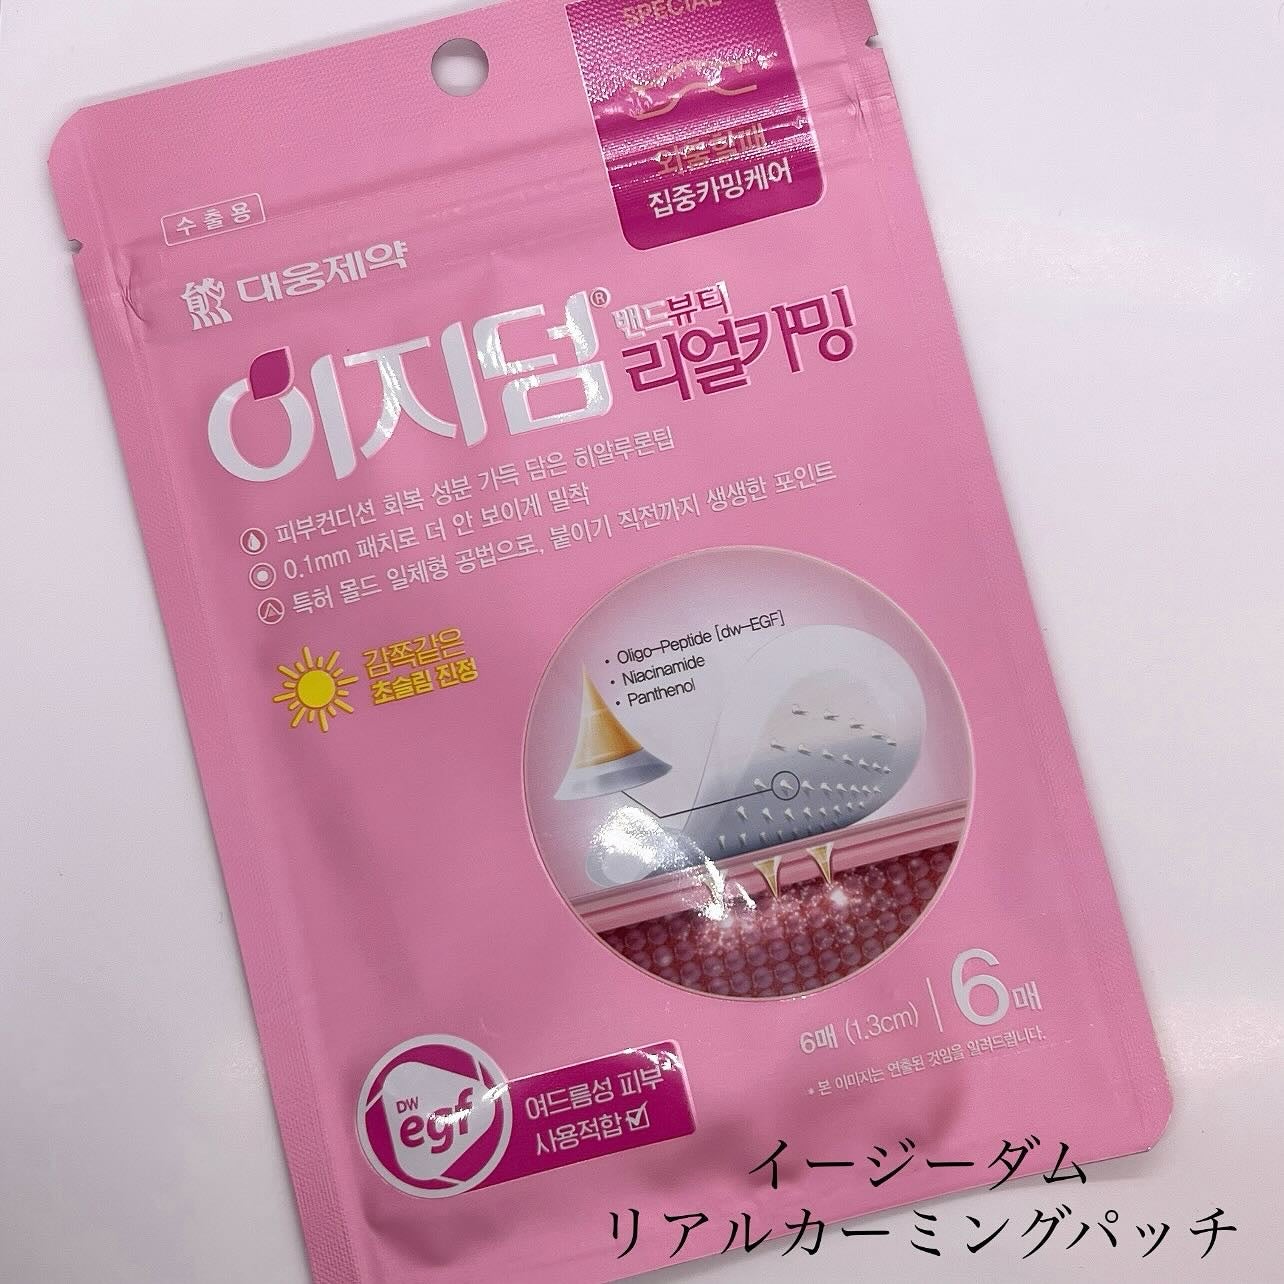 SPECIAL
외출할때
집중카밍케어
수출용
대웅제약
이지덤® 밴드뷰티
리얼카밍
피부컨디션 회복 성분 가득 담은 히알루론팁
0.1mm 패치로 더 안 보이게 밀착
특허 몰드 일체형 공법으로, 붙이기 직전까지 생생한 포인트
감쪽같은
초슬림 진정
• Oligo-Peptide [dw-EGF]
• Niacinamide
• Panthenol
6매 (1.3cm) | 6매
* 본 이미지는 연출된 것임을 알려드립니다.
DW
egf
여드름성 피부
사용적합
イージーダム
リアルカーミングパッチ